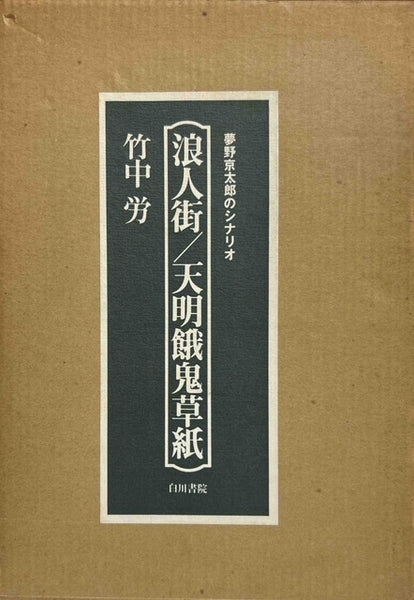 夢野京太郎のシナリオ
〔浪人街／天明餓鬼草紙〕
竹中 労
白川書院